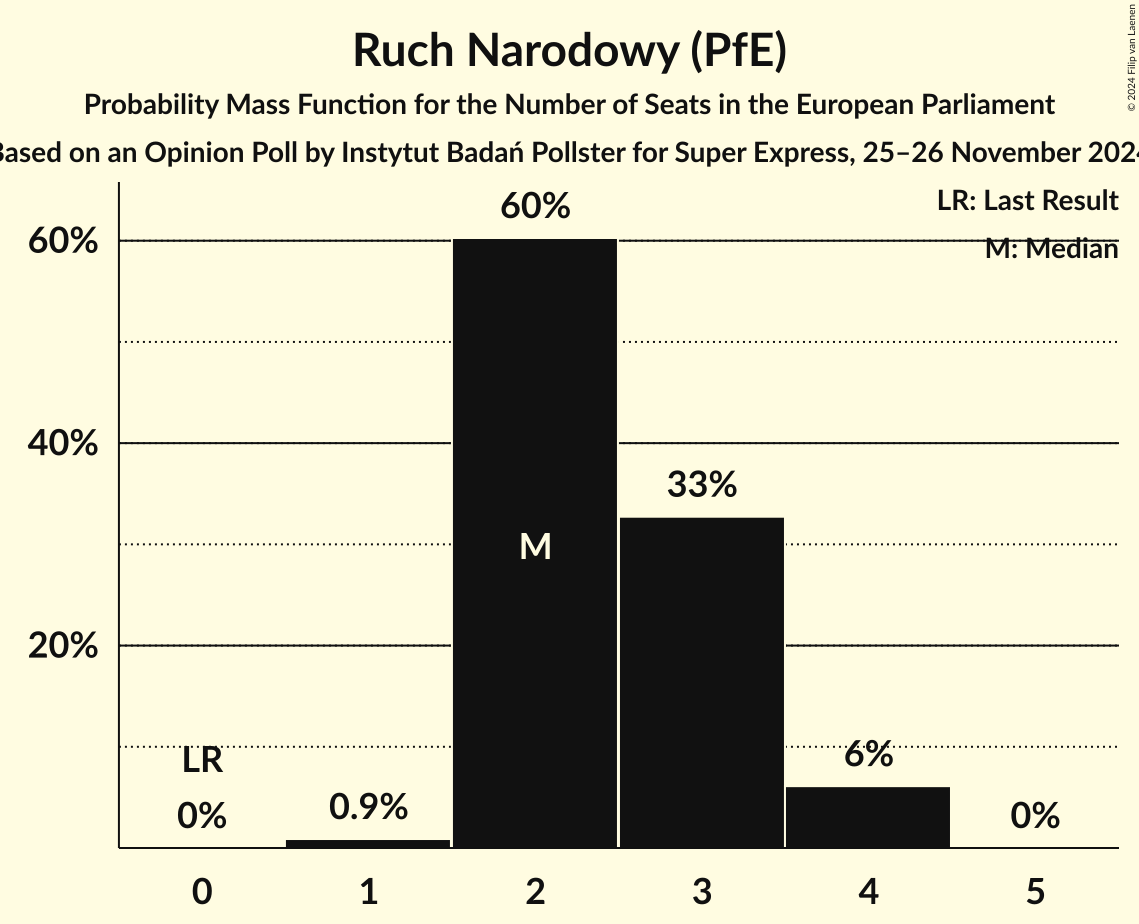 Ruch Narodowy (PfE)
Probability Mass Function for the Number of Seats in the European Parliament
Based on an Opinion Poll by Instytut Badań Pollster for Super Express, 25–26 November 2024
© 2024 Filip van Laenen
LR: Last Result
M: Median
60%
40%
20%
60%
M
33%
LR
0%
0.9%
6%
0%
0 1 2 3 4 5